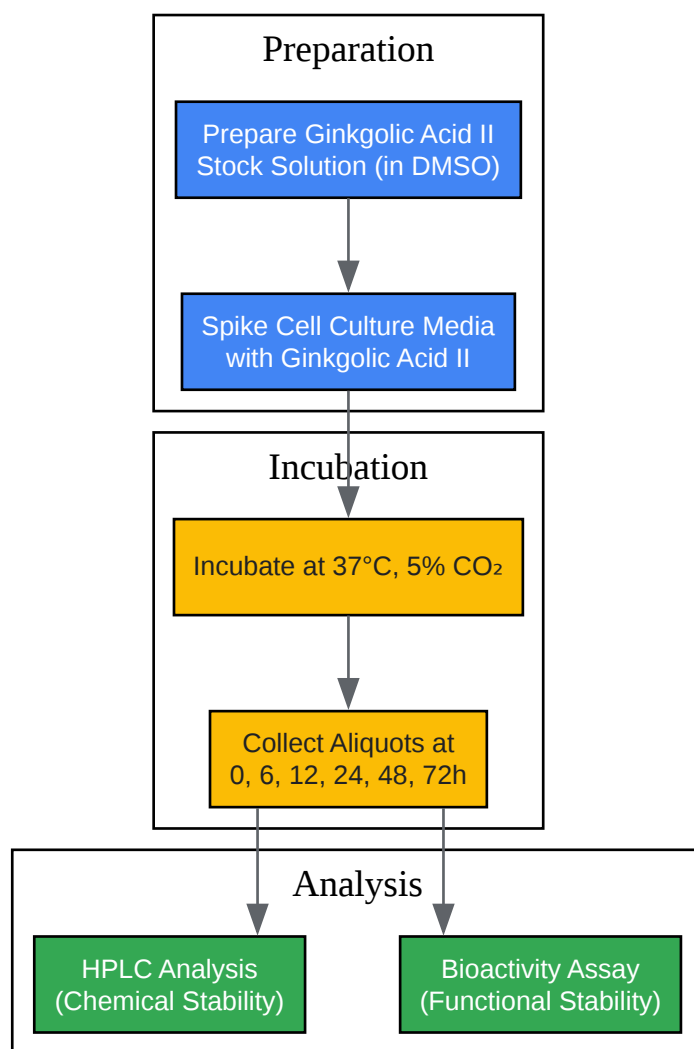 Preparation
Prepare Ginkgolic Acid II
Stock Solution (in DMSO)
Spike Cell Culture Media
with Ginkgolic Acid II
Incubation
Incubate at 37°C, 5% CO₂
Collect Aliquots at
0, 6, 12, 24, 48, 72h
Analysis
HPLC Analysis
(Chemical Stability)
Bioactivity Assay
(Functional Stability)